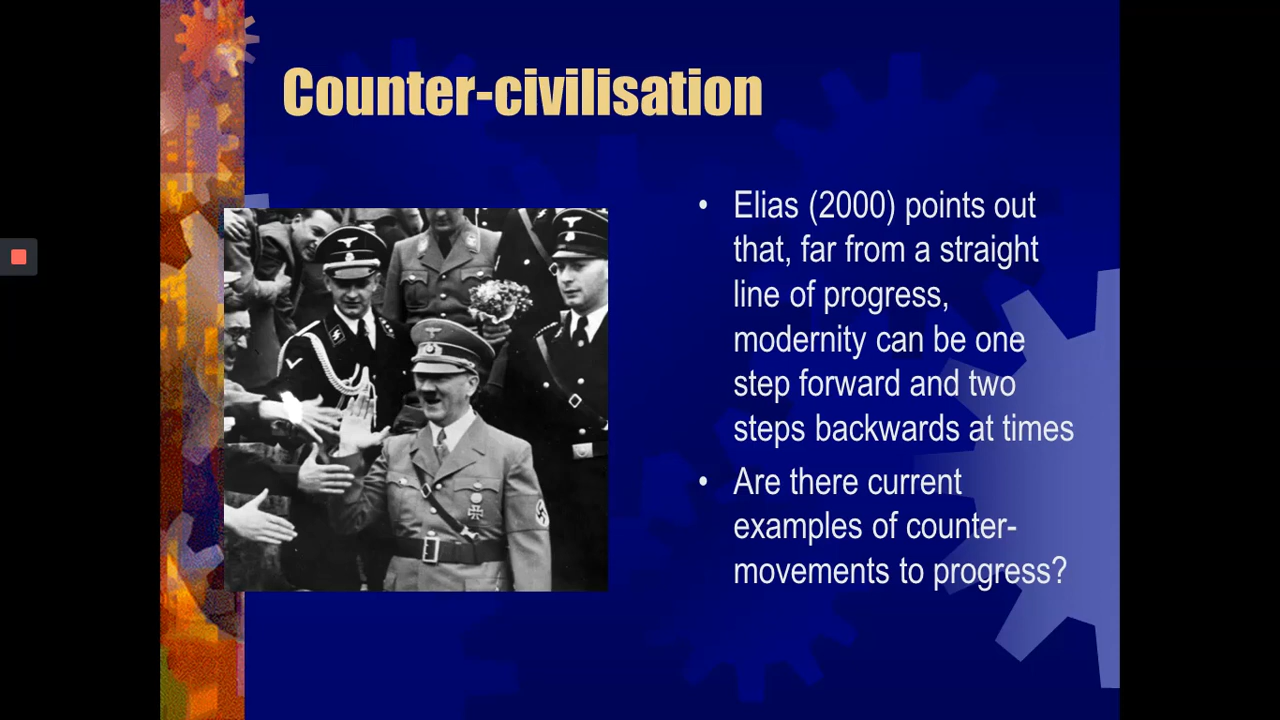 Counter-civilisation
• Elias (2000) points out
that, far from a straight
line of progress,
modernity can be one
step forward and two
steps backwards at times
• Are there current
examples of counter-
movements to progress?